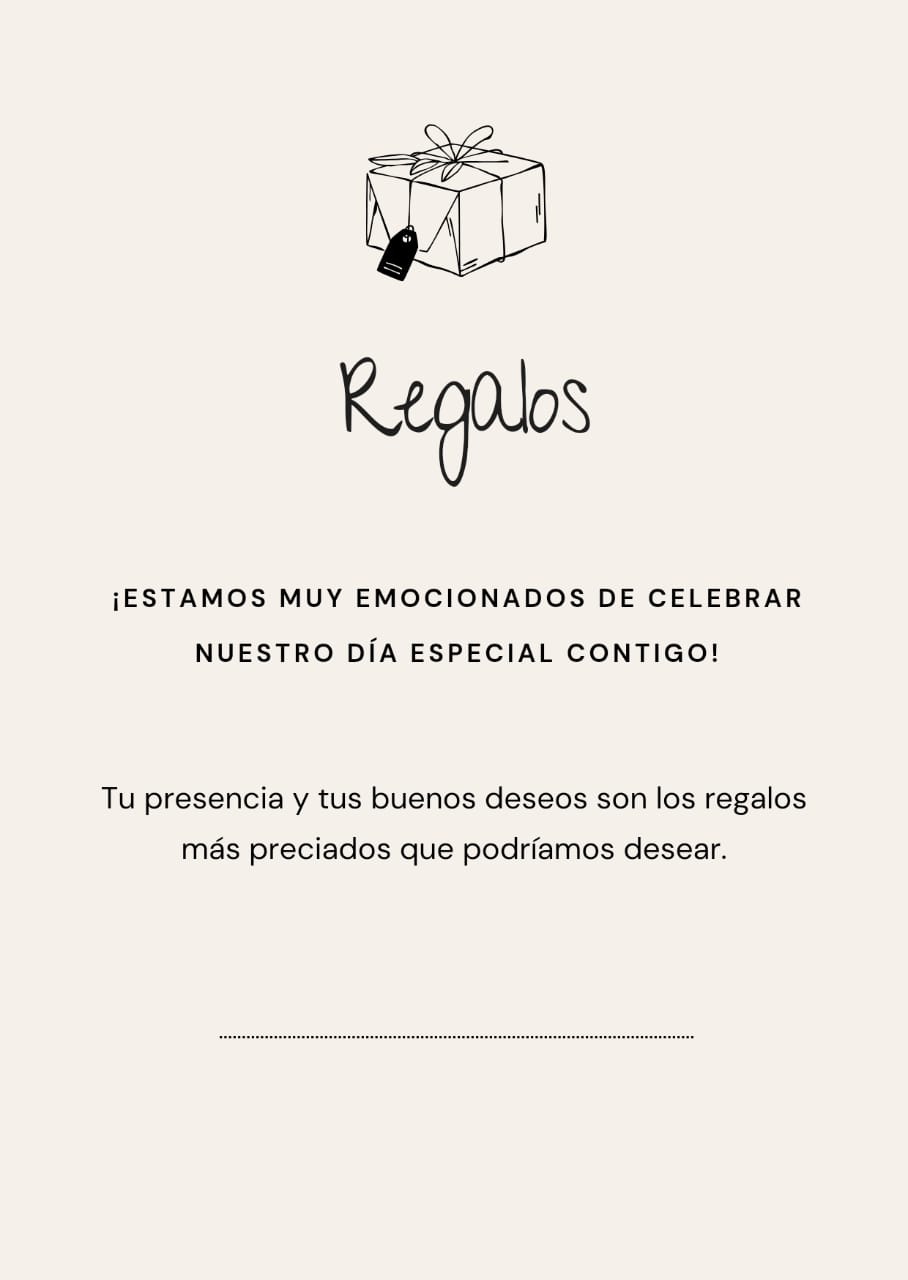 Regalos
¡ESTAMOS MUY EMOCIONADOS DE CELEBRAR
NUESTRO DÍA ESPECIAL CONTIGO!
Tu presencia y tus buenos deseos son los regalos
más preciados que podríamos desear.